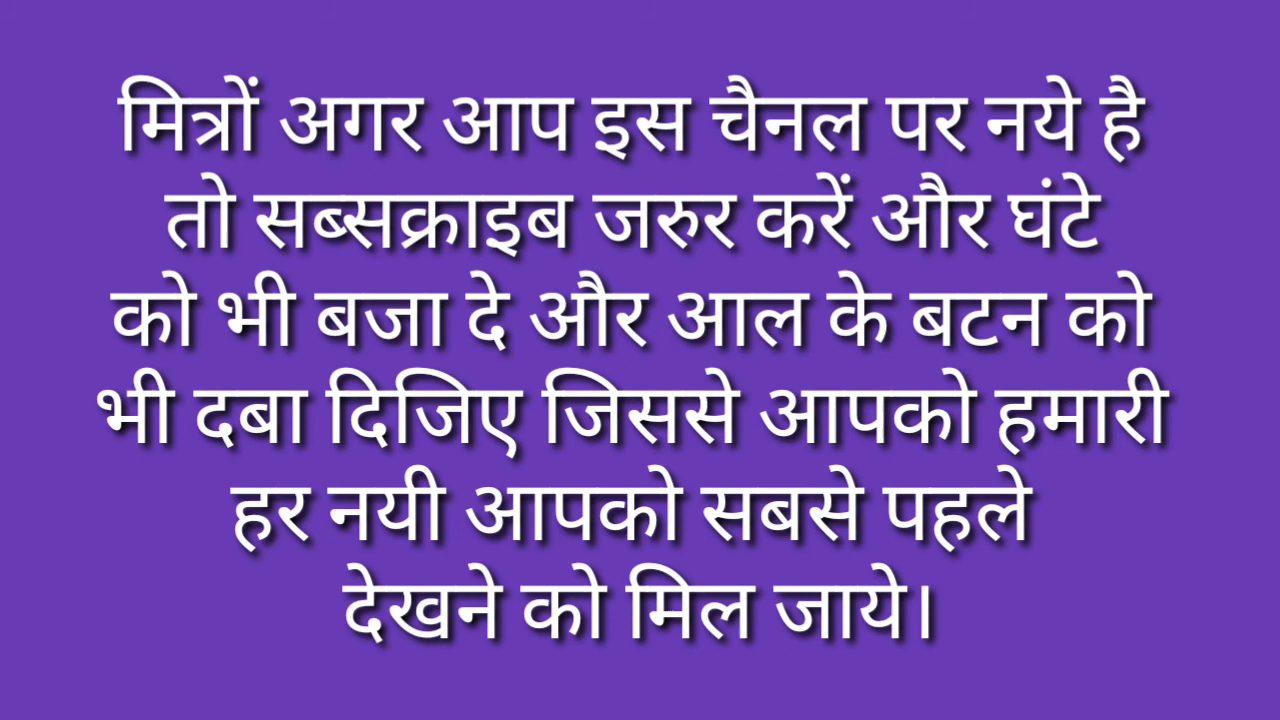 मित्रों अगर आप इस चैनल पर नये है
तो सब्सक्राइब जरुर करें और घंटे
को भी बजा दे और आल के बटन को
भी दबा दिजिए जिससे आपको हमारी
हर नयी आपको सबसे पहले
देखने को मिल जाये।